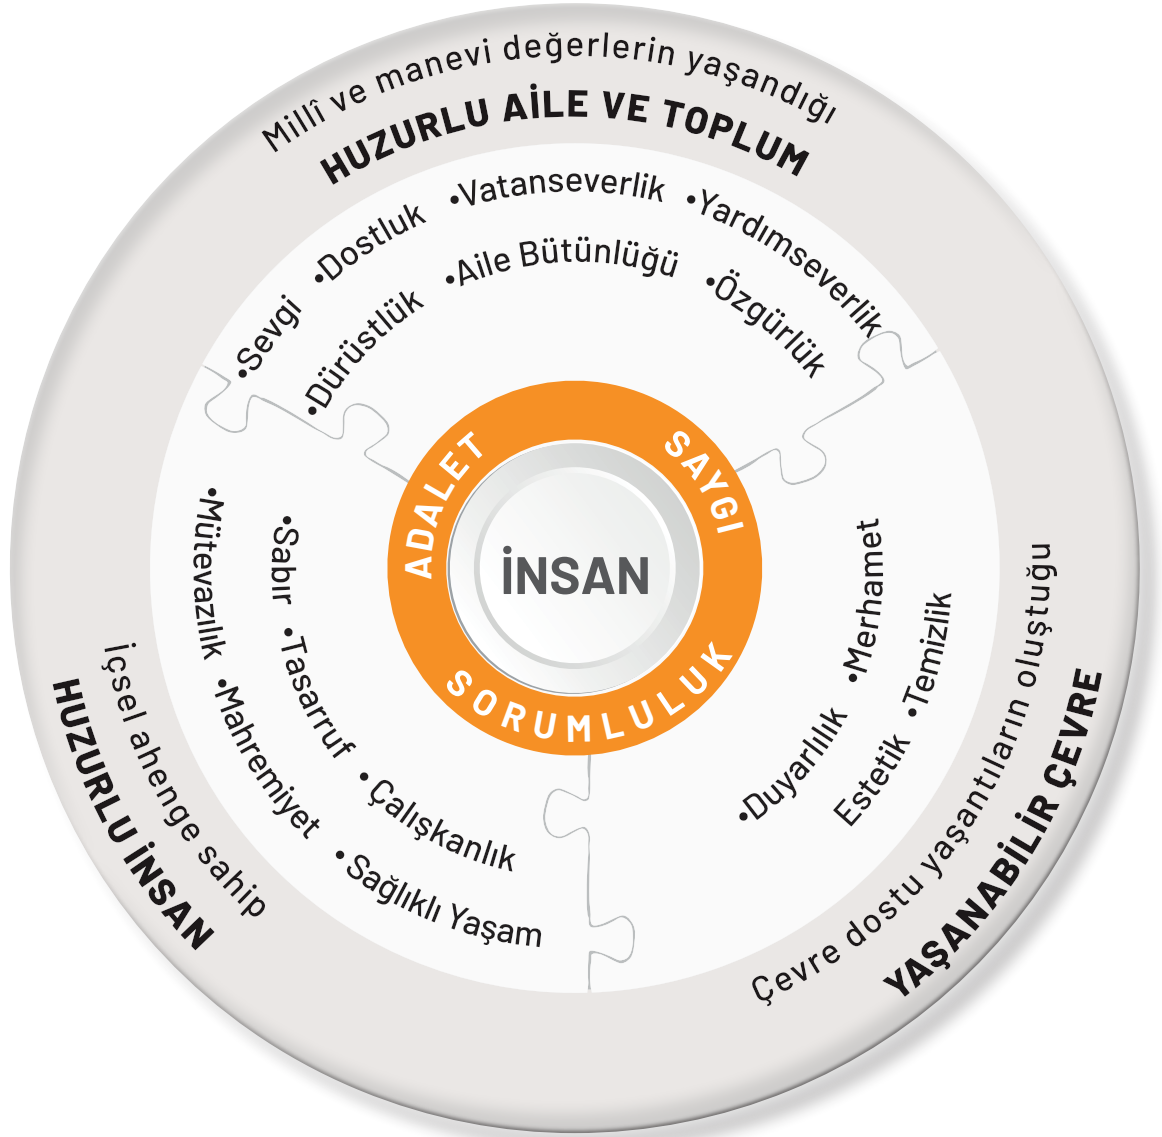 Millî ve manevi değerlerin yaşandığı
HUZURLU AİLE VE TOPLUM
•Sevgi •Dostluk •Vatanseverlik •Yardımseverlik
•Dürüstlük •Aile Bütünlüğü •Özgürlük
ADALET
SAYGI
SORUMLULUK
İNSAN
•Mütevazılık •Mahremiyet •Sağlıklı Yaşam
•Sabır •Tasarruf •Çalışkanlık
İçsel ahenge sahip
HUZURLU İNSAN
•Duyarlılık •Merhamet
Estetik •Temizlik
Çevre dostu yaşantıların oluştuğu
YAŞANABİLİR ÇEVRE